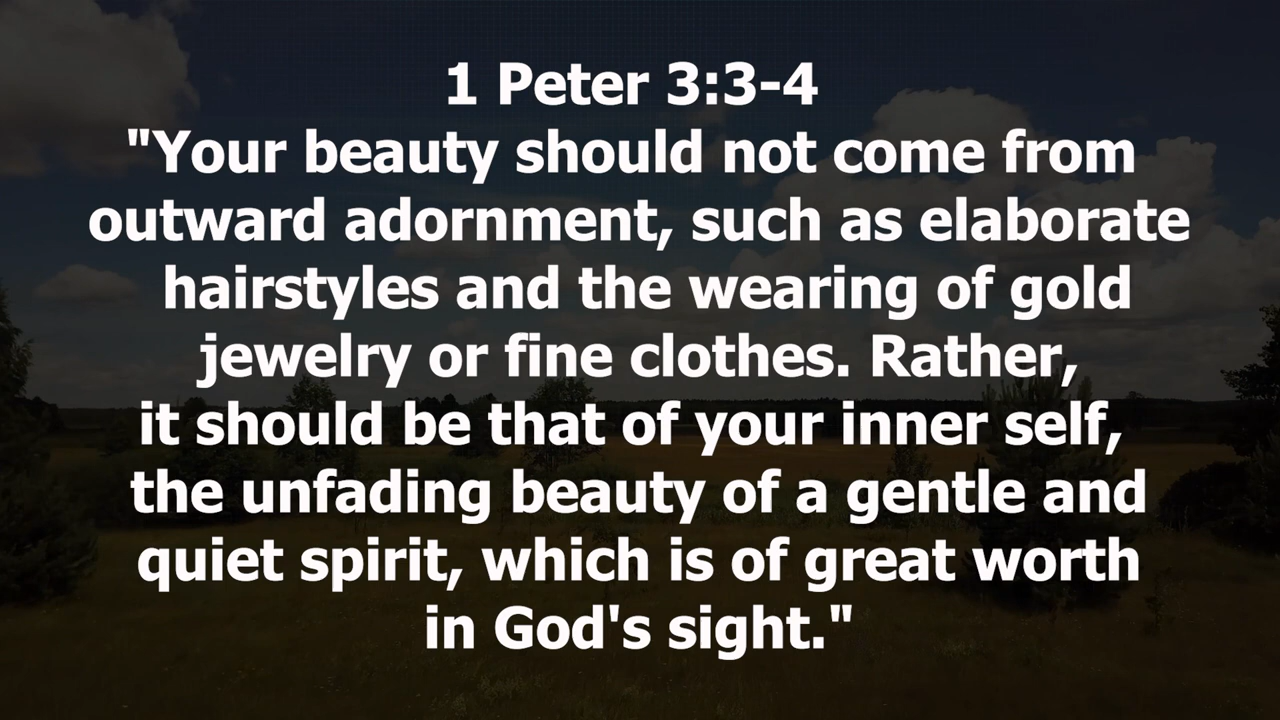 1 Peter 3:3-4
"Your beauty should not come from
outward adornment, such as elaborate
hairstyles and the wearing of gold
jewelry or fine clothes. Rather,
it should be that of your inner self,
the unfading beauty of a gentle and
quiet spirit, which is of great worth
in God's sight."